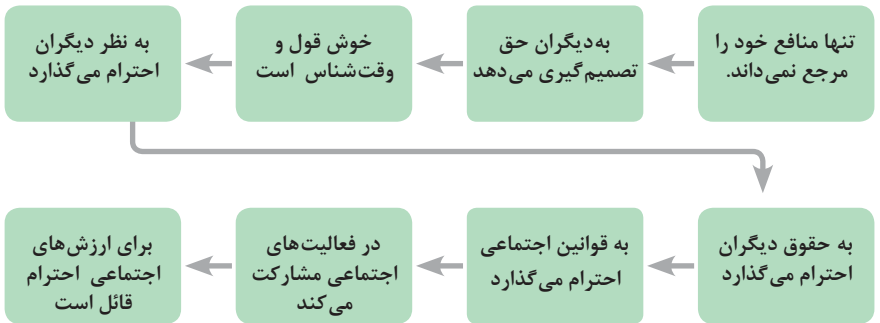 تنها منافع خود را
مرجع نمی‌داند.
به‌دیگران حق
تصمیم‌گیری می‌دهد
خوش قول و
وقت‌شناس است
به نظر دیگران
احترام می‌گذارد
به حقوق دیگران
احترام می‌گذارد
به قوانین اجتماعی
احترام می‌گذارد
در فعالیت‌های
اجتماعی مشارکت
می‌کند
برای ارزش‌های
اجتماعی احترام
قائل است